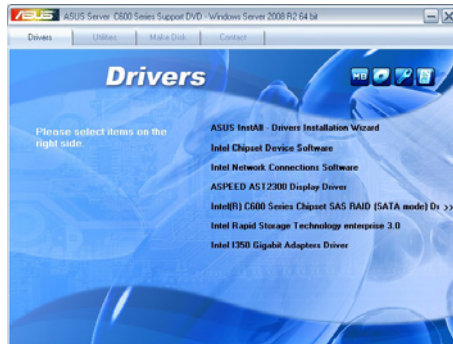 ASUS ASUS Server C600 Series Support DVD - Windows Server 2008 R2 64 bit
Drivers Utilities Make Disk Contact
Drivers
MB
Please select items on the
right side.
ASUS InstAll - Drivers Installation Wizard
Intel Chipset Device Software
Intel Network Connections Software
ASPEED AST2300 Display Driver
Intel(R) C600 Series Chipset SAS RAID (SATA mode) Dr >>
Intel Rapid Storage Technology enterprise 3.0
Intel I350 Gigabit Adapters Driver